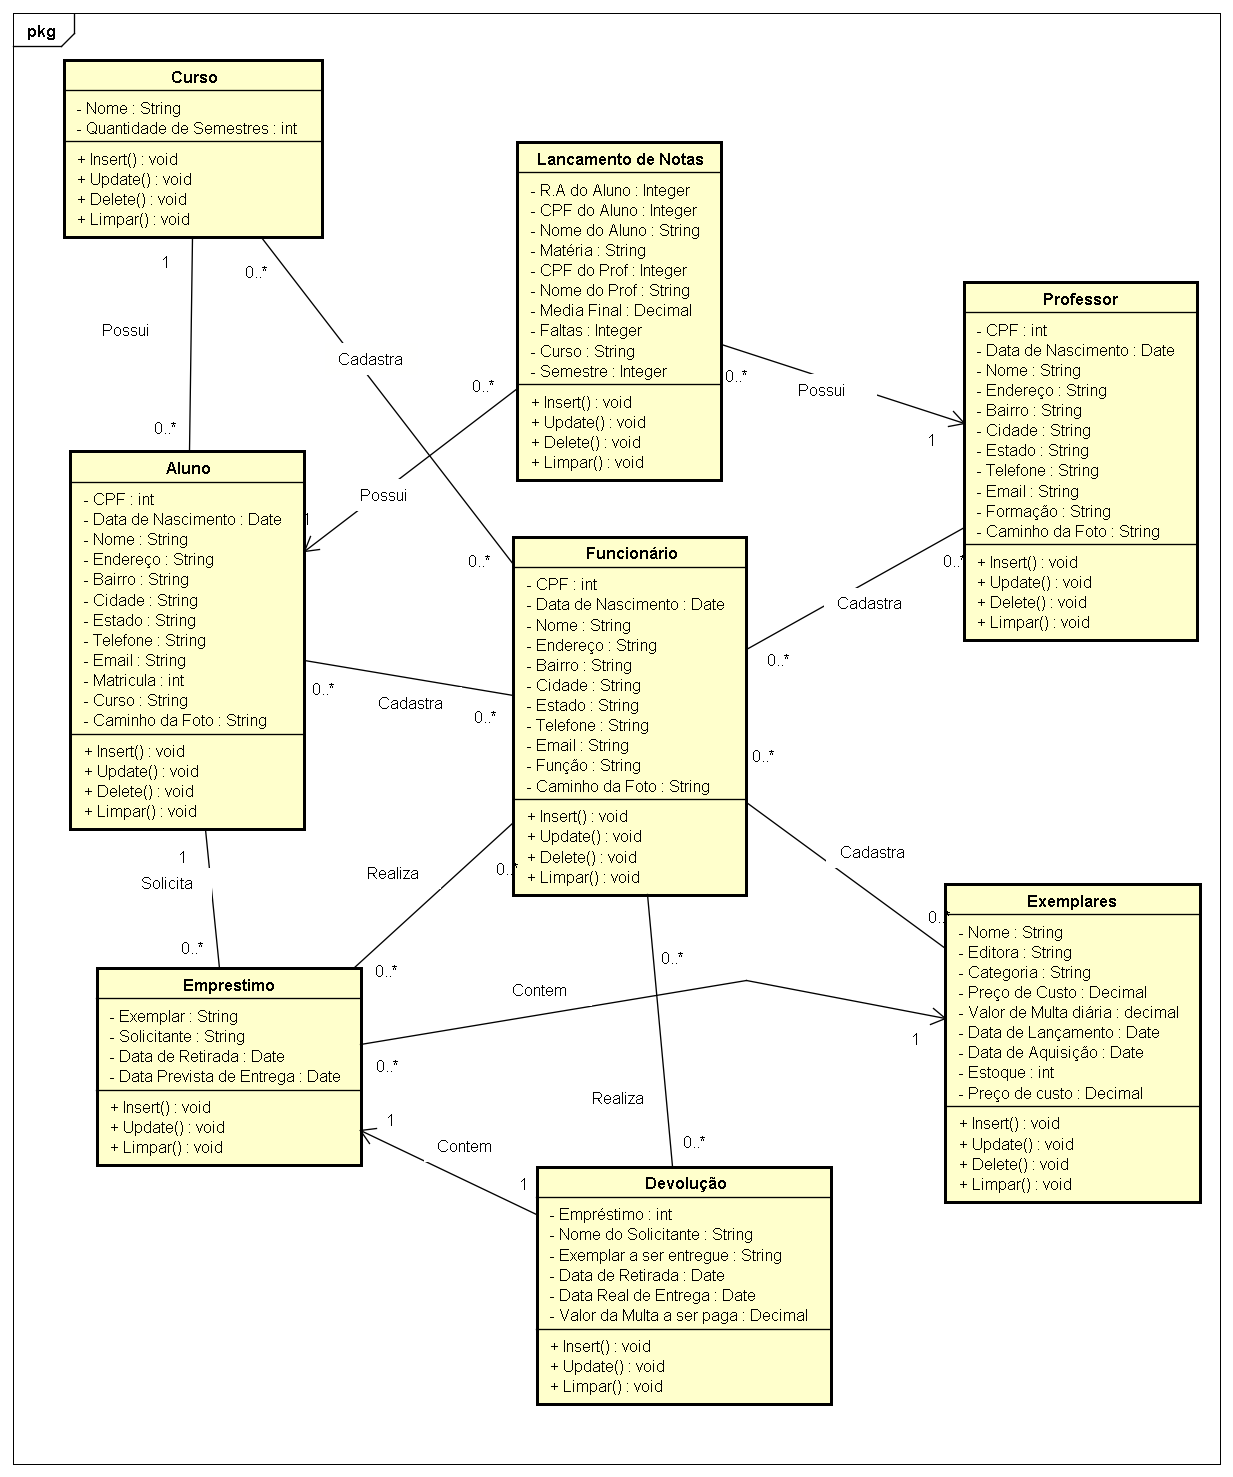 pkg
Curso
- Nome : String
- Quantidade de Semestres : int
+ Insert() : void
+ Update() : void
+ Delete() : void
+ Limpar() : void
1
0..*
Possui
Cadastra
0..*
0..*
Lancamento de Notas
- R.A do Aluno : Integer
- CPF do Aluno : Integer
- Nome do Aluno : String
- Matéria : String
- CPF do Prof : Integer
- Nome do Prof : String
- Media Final : Decimal
- Faltas : Integer
- Curso : String
- Semestre : Integer
+ Insert() : void
+ Update() : void
+ Delete() : void
+ Limpar() : void
0..*
Possui
1
0..*
Possui
1
Professor
- CPF : int
- Data de Nascimento : Date
- Nome : String
- Endereço : String
- Bairro : String
- Cidade : String
- Estado : String
- Telefone : String
- Email : String
- Formação : String
- Caminho da Foto : String
+ Insert() : void
+ Update() : void
+ Delete() : void
+ Limpar() : void
0..*
Cadastra
0..*
Aluno
- CPF : int
- Data de Nascimento : Date
- Nome : String
- Endereço : String
- Bairro : String
- Cidade : String
- Estado : String
- Telefone : String
- Email : String
- Matricula : int
- Curso : String
- Caminho da Foto : String
+ Insert() : void
+ Update() : void
+ Delete() : void
+ Limpar() : void
0..*
Cadastra
0..*
Funcionário
- CPF : int
- Data de Nascimento : Date
- Nome : String
- Endereço : String
- Bairro : String
- Cidade : String
- Estado : String
- Telefone : String
- Email : String
- Função : String
- Caminho da Foto : String
+ Insert() : void
+ Update() : void
+ Delete() : void
+ Limpar() : void
0..*
Cadastra
0..*
1
Solicita
0..*
Realiza
0..*
0..*
Exemplares
- Nome : String
- Editora : String
- Categoria : String
- Preço de Custo : Decimal
- Valor de Multa diária : decimal
- Data de Lançamento : Date
- Data de Aquisição : Date
- Estoque : int
- Preço de custo : Decimal
+ Insert() : void
+ Update() : void
+ Delete() : void
+ Limpar() : void
Emprestimo
- Exemplar : String
- Solicitante : String
- Data de Retirada : Date
- Data Prevista de Entrega : Date
+ Insert() : void
+ Update() : void
+ Limpar() : void
Contem
0..*
1
0..*
Realiza
0..*
1
Contem
1
Devolução
- Empréstimo : int
- Nome do Solicitante : String
- Exemplar a ser entregue : String
- Data de Retirada : Date
- Data Real de Entrega : Date
- Valor da Multa a ser paga : Decimal
+ Insert() : void
+ Update() : void
+ Limpar() : void